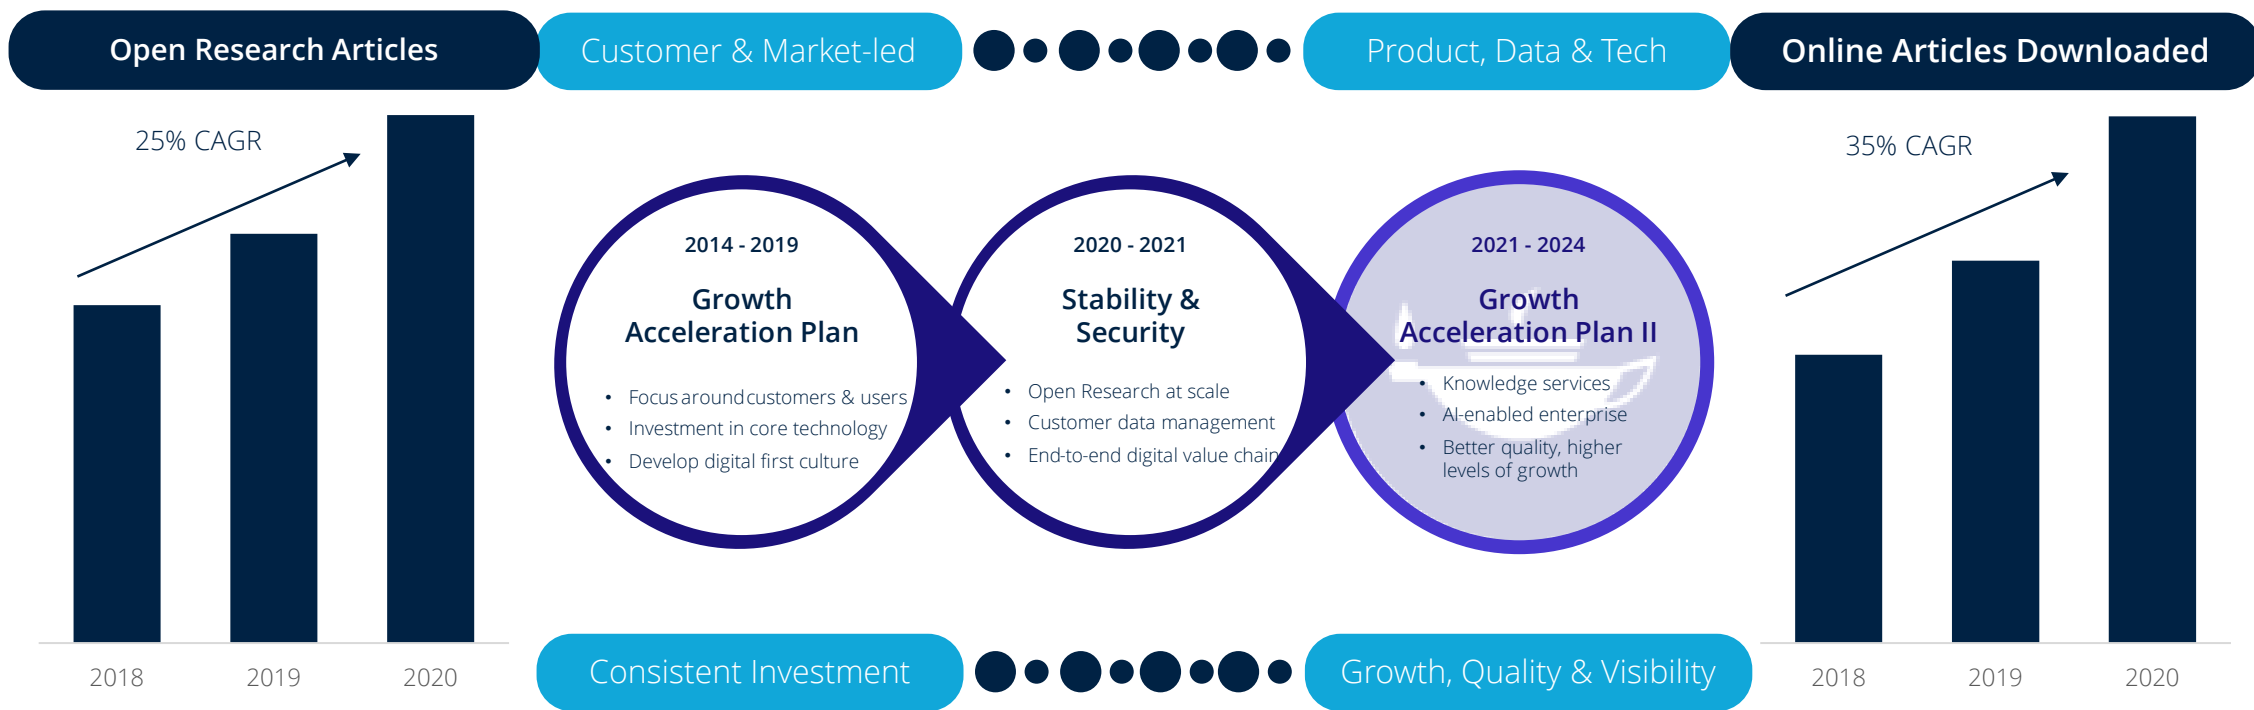 Open Research Articles
Customer & Market-led
Product, Data & Tech
Online Articles Downloaded
25% CAGR
2018
2019
2020
2014 - 2019
Growth
Acceleration Plan
• Focus around customers & users
• Investment in core technology
• Develop digital first culture
2020 - 2021
Stability &
Security
• Open Research at scale
• Customer data management
• End-to-end digital value chain
2021 - 2024
Growth
Acceleration Plan II
• Knowledge services
• AI-enabled enterprise
• Better quality, higher
levels of growth
35% CAGR
2018
2019
2020
Consistent Investment
Growth, Quality & Visibility